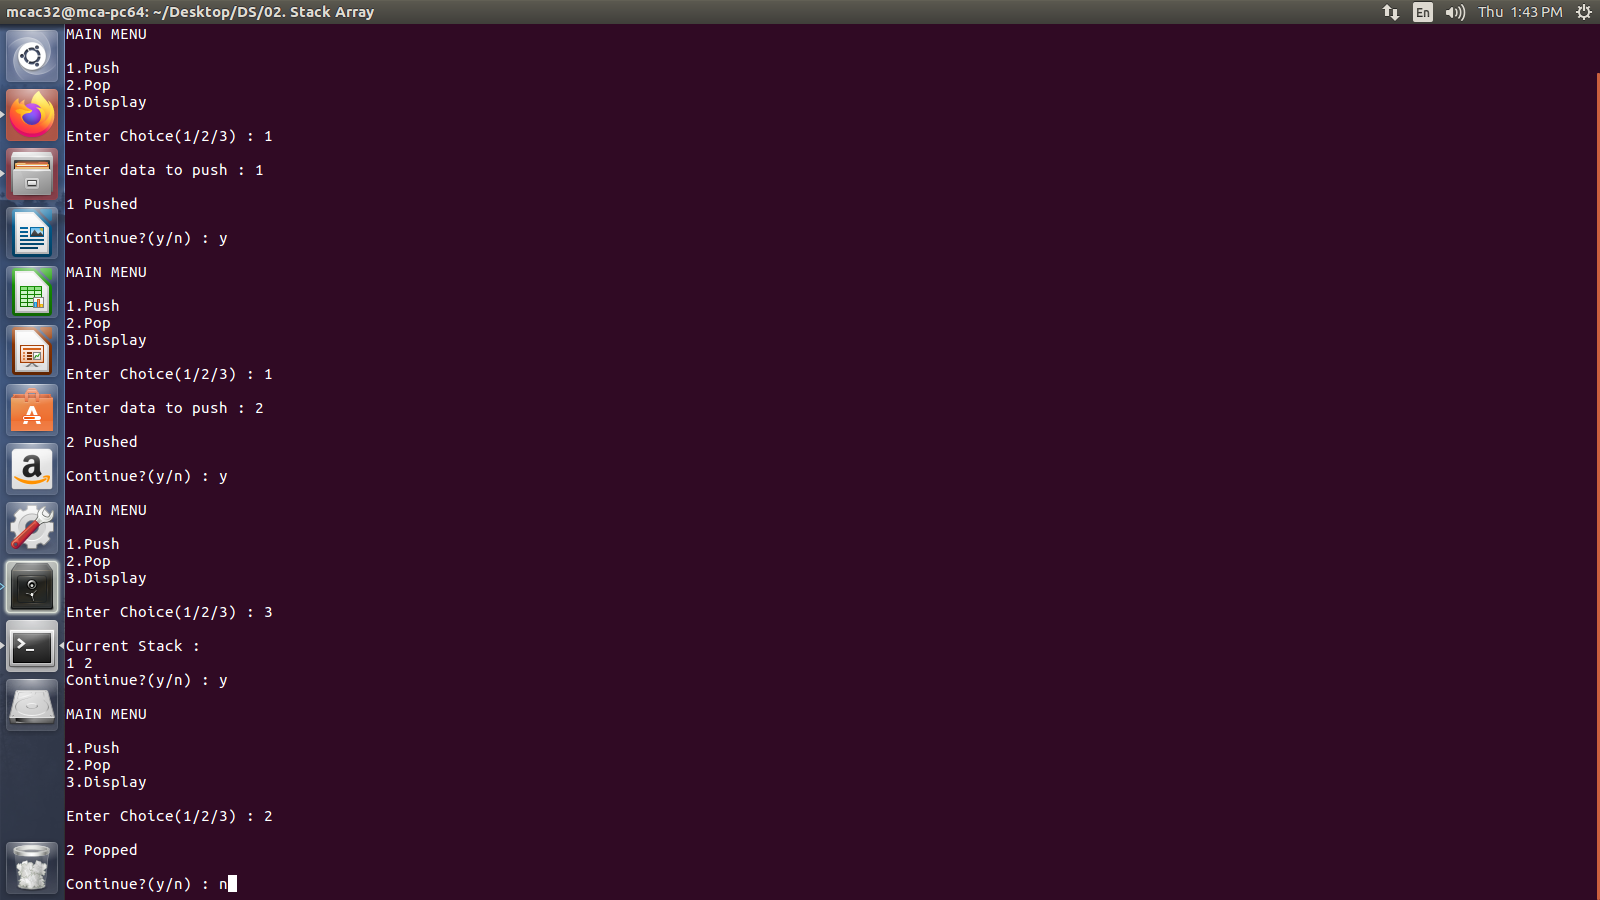 mcac32@mca-pc64: ~/Desktop/DS/02. Stack Array
En
Thu 1:43 PM
MAIN MENU
1.Push
2.Pop
3.Display
Enter Choice(1/2/3) : 1
Enter data to push : 1
1 Pushed
Continue?(y/n) : y
MAIN MENU
1.Push
2.Pop
3.Display
Enter Choice(1/2/3) : 1
Enter data to push : 2
2 Pushed
Continue?(y/n) : y
MAIN MENU
1.Push
2.Pop
3.Display
Enter Choice(1/2/3) : 3
Current Stack :
1 2
Continue?(y/n) : y
MAIN MENU
1.Push
2.Pop
3.Display
Enter Choice(1/2/3) : 2
2 Popped
Continue?(y/n) : n